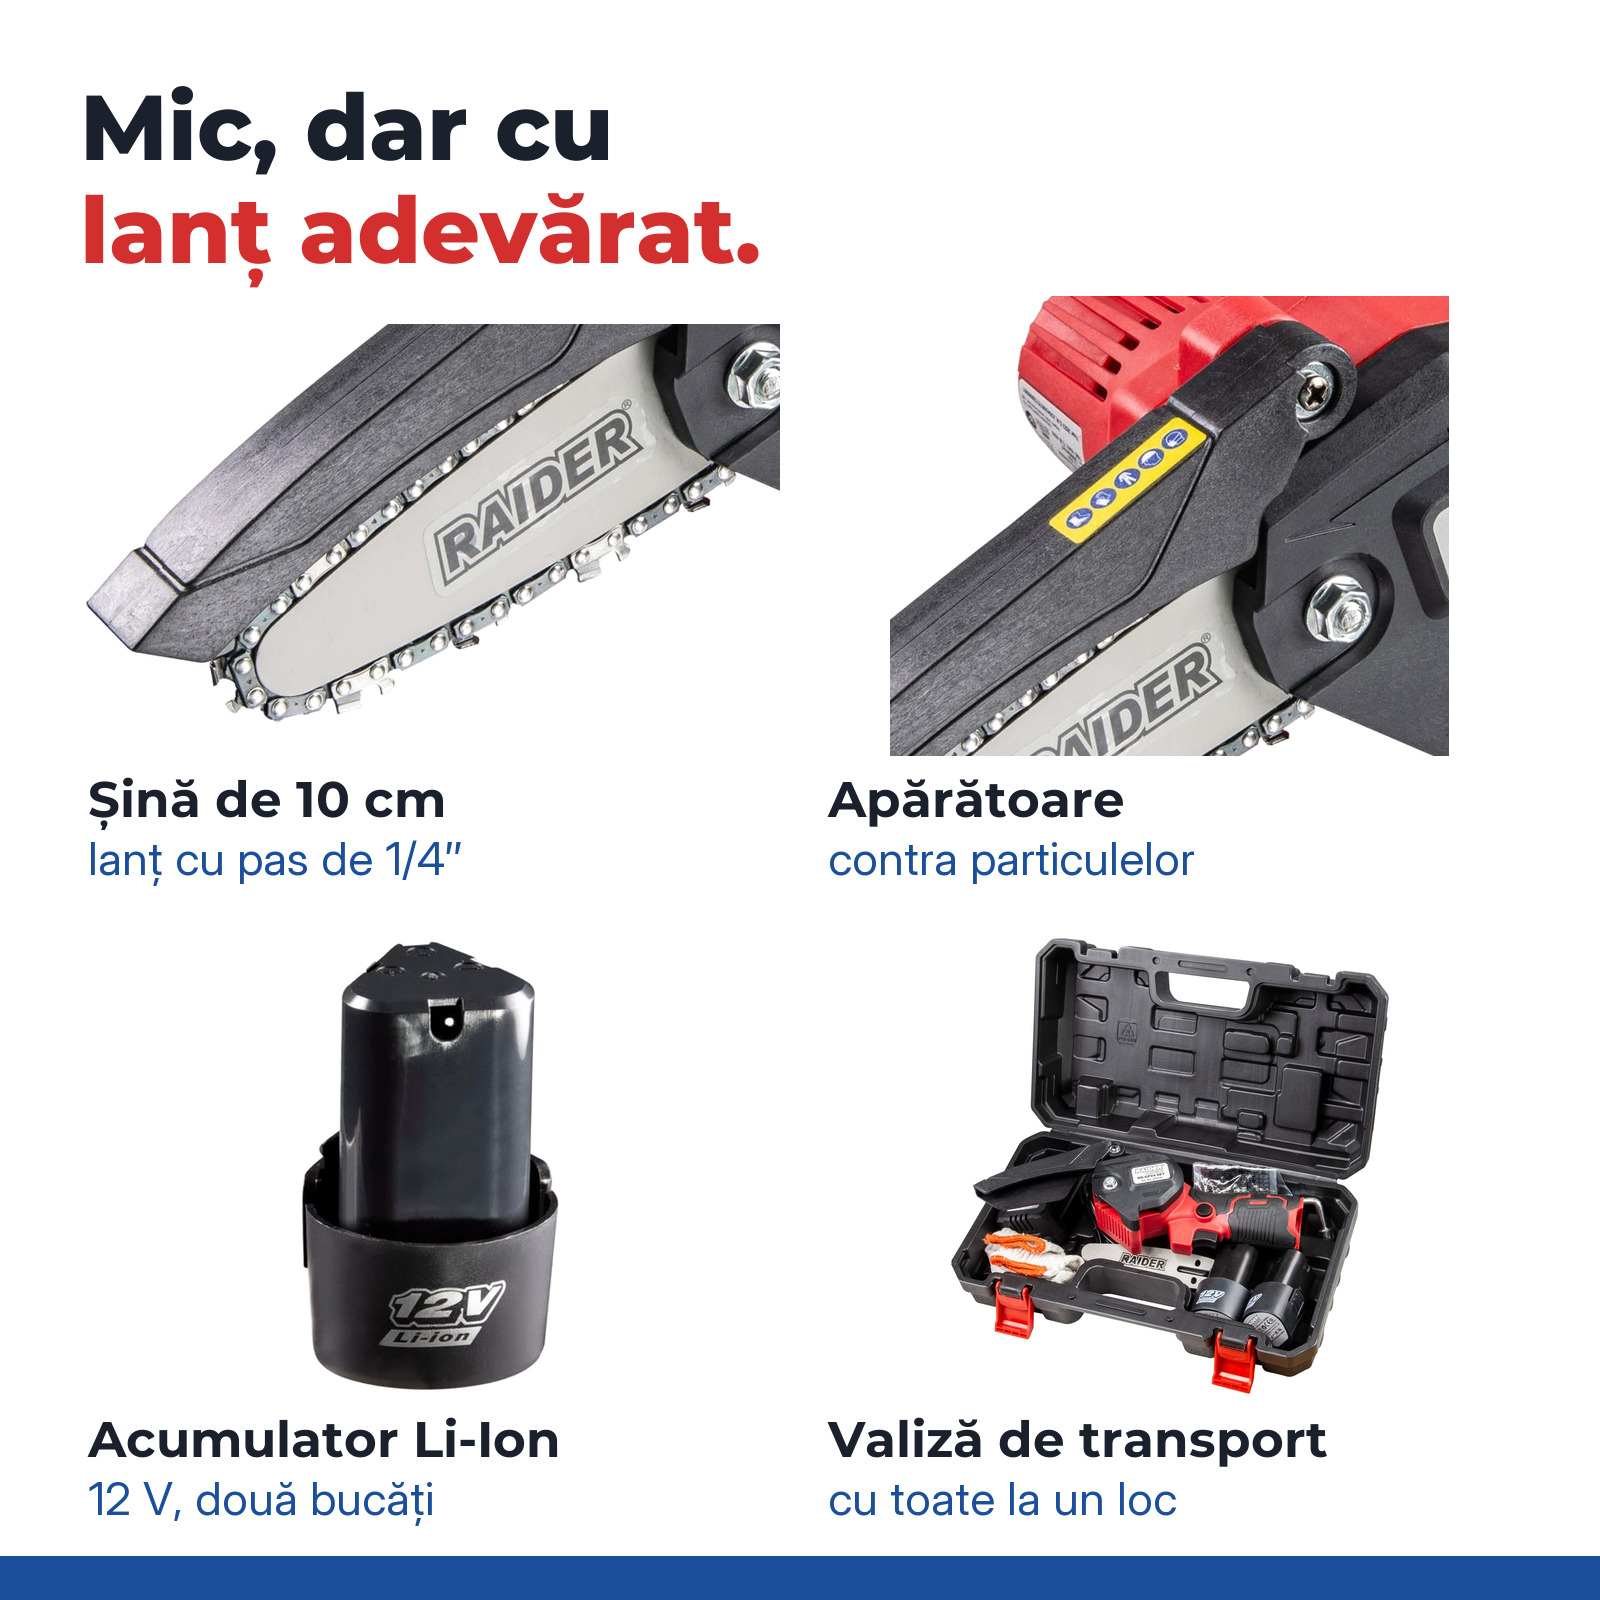 Mic, dar cu
lanț adevărat.
RAIDER®
RAIDER®
Șină de 10 cm
lanț cu pas de 1/4"
Apărătoare
contra particulelor
12V
Li-ion
RAIDER
RAIDER
12V
Acumulator Li-Ion
12 V, două bucăți
Valiză de transport
cu toate la un loc